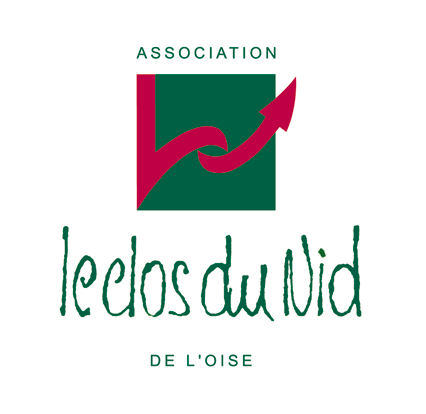 ASSOCIATION
le clos du Nid
DE L'OISE